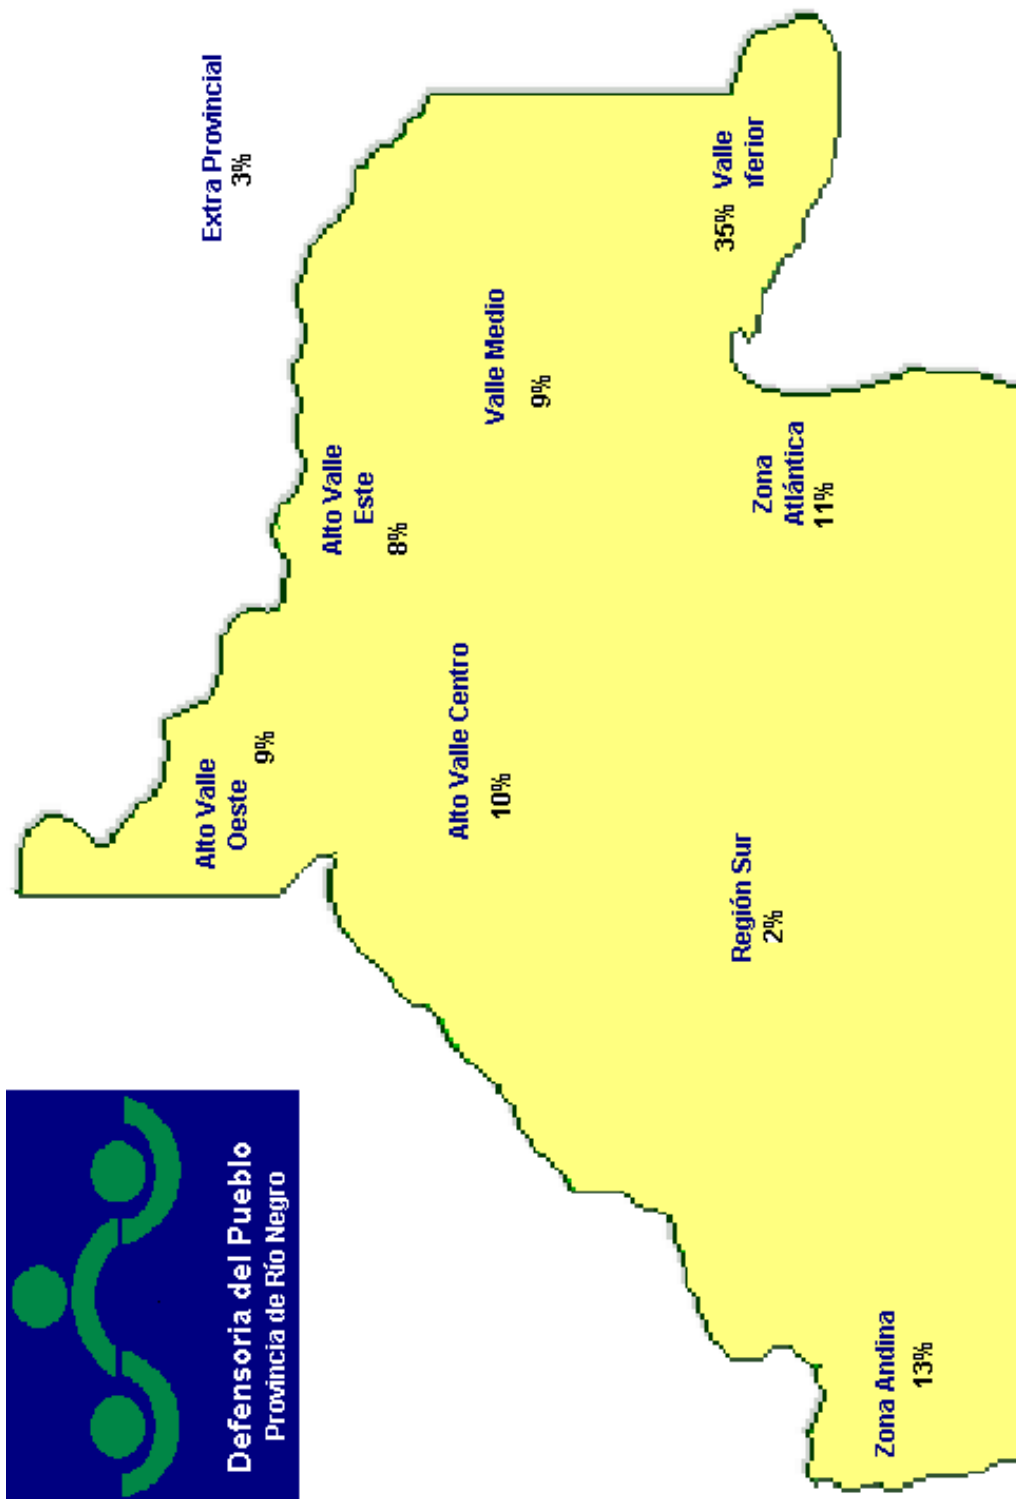 Defensoria del Pueblo
Provincia de Río Negro
Extra Provincial
3%
Alto Valle
Oeste
9%
Alto Valle
Este
8%
Alto Valle Centro
10%
Valle Medio
9%
35%
Valle
Región Sur
2%
Zona
Atlántica
11%
Zona Andina
13%